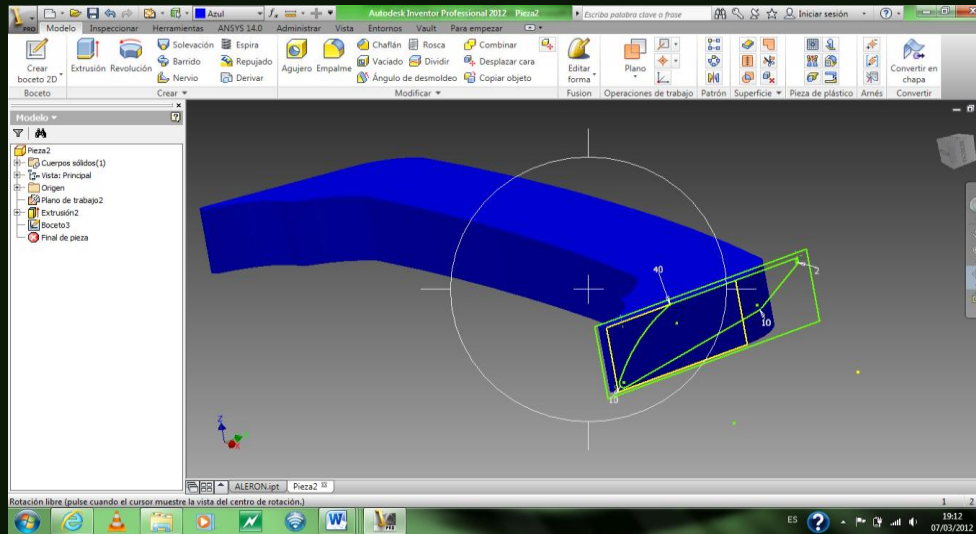 Azul
Autodesk Inventor Professional 2012 Pieza2
Escriba palabra clave o frase
Iniciar sesión
PRO
Modelo Inspeccionar Herramientas ANSYS 14.0 Administrar Vista Entornos Vault Para empezar
Crear boceto 2D
Extrusión
Revolución
Solevación
Barrido
Nervio
Espira
Repujado
Derivar
Agujero
Empalme
Chaflán
Vaciado
Ángulo de desmoldeo
Rosca
Dividir
Combinar
Desplazar cara
Copiar objeto
Editar forma
Plano
Convertir en chapa
Boceto Crear Modificar Fusion Operaciones de trabajo Patrón Superficie Pieza de plástico Arnés Convertir
Modelo
Pieza2
Cuerpos sólidos(1)
Vista: Principal
Origen
Plano de trabajo2
Extrusión2
Boceto3
Final de pieza
40
2
10
10
Z
ALERON.ipt Pieza2
Rotación libre (pulse cuando el cursor muestre la vista del centro de rotación.)
1 2
ES
19:12
07/03/2012